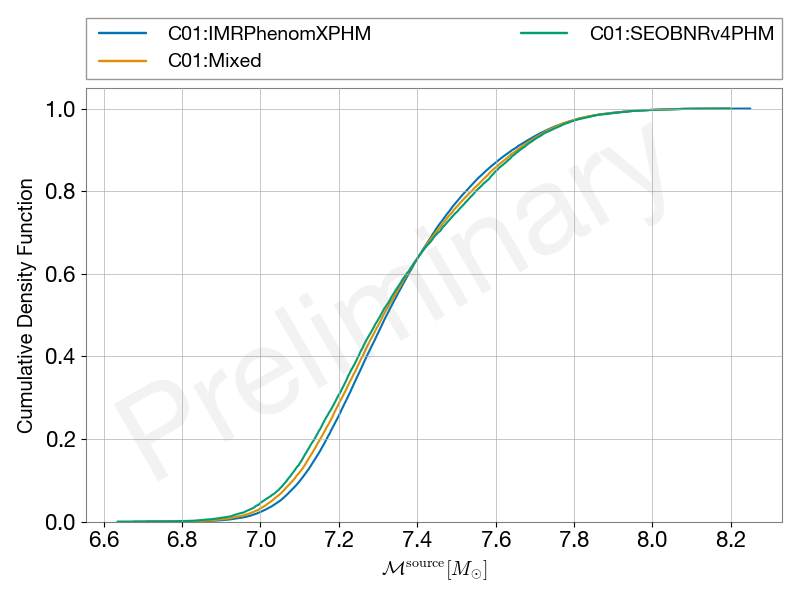 C01:IMRPhenomXPHM
C01:SEOBNRv4PHM
C01:Mixed
Cumulative Density Function
1.0
0.8
0.6
0.4
0.2
0.0
Preliminary
6.6 6.8 7.0 7.2 7.4 7.6 7.8 8.0 8.2
ℳ^source [M_⊙]